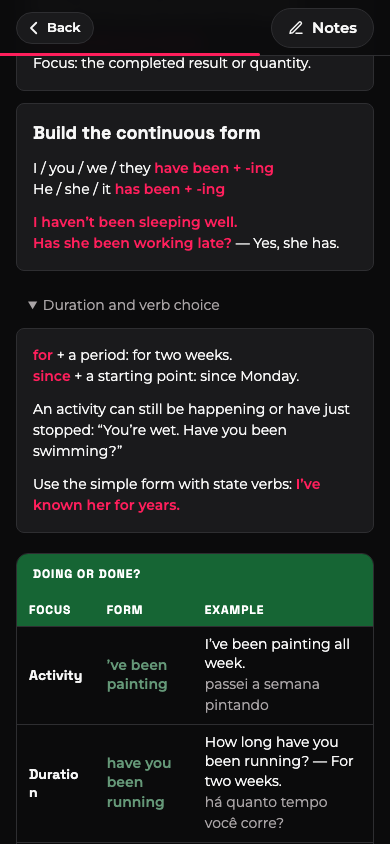 Back
Notes
Focus: the completed result or quantity.
Build the continuous form
I / you / we / they have been + -ing
He / she / it has been + -ing
I haven't been sleeping well.
Has she been working late? — Yes, she has.
▼ Duration and verb choice
for + a period: for two weeks.
since + a starting point: since Monday.
An activity can still be happening or have just
stopped: “You're wet. Have you been
swimming?”
Use the simple form with state verbs: I've
known her for years.
DOING OR DONE?
FOCUS FORM EXAMPLE
Activity
've been
painting
I've been painting all
week.
passei a semana
pintando
Duratio
n
have you
been
running
How long have you
been running? — For
two weeks.
há quanto tempo
você corre?